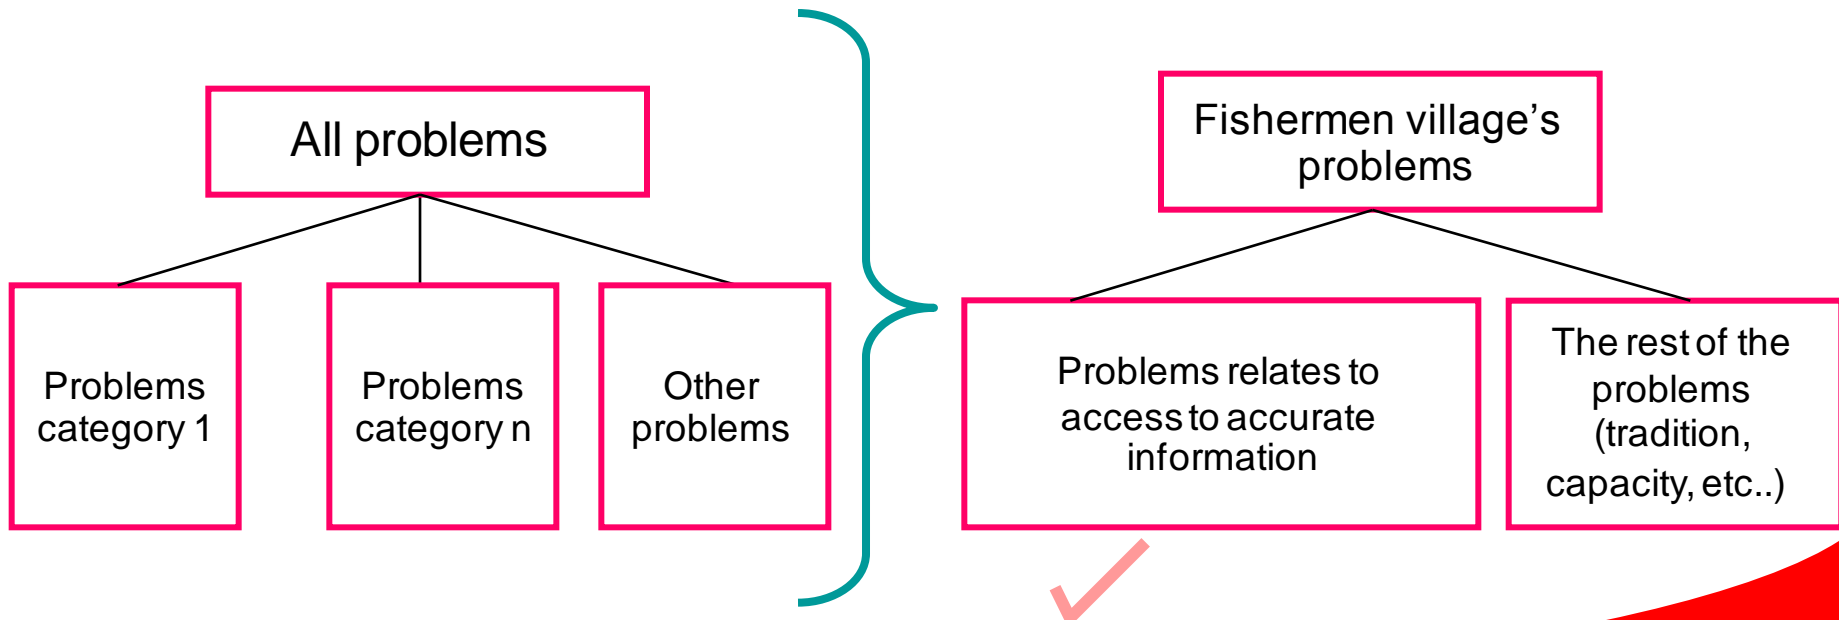 All problems
Problems
category 1
Problems
category n
Other
problems
Fishermen village’s
problems
Problems relates to
access to accurate
information
The rest of the
problems
(tradition,
capacity, etc..)